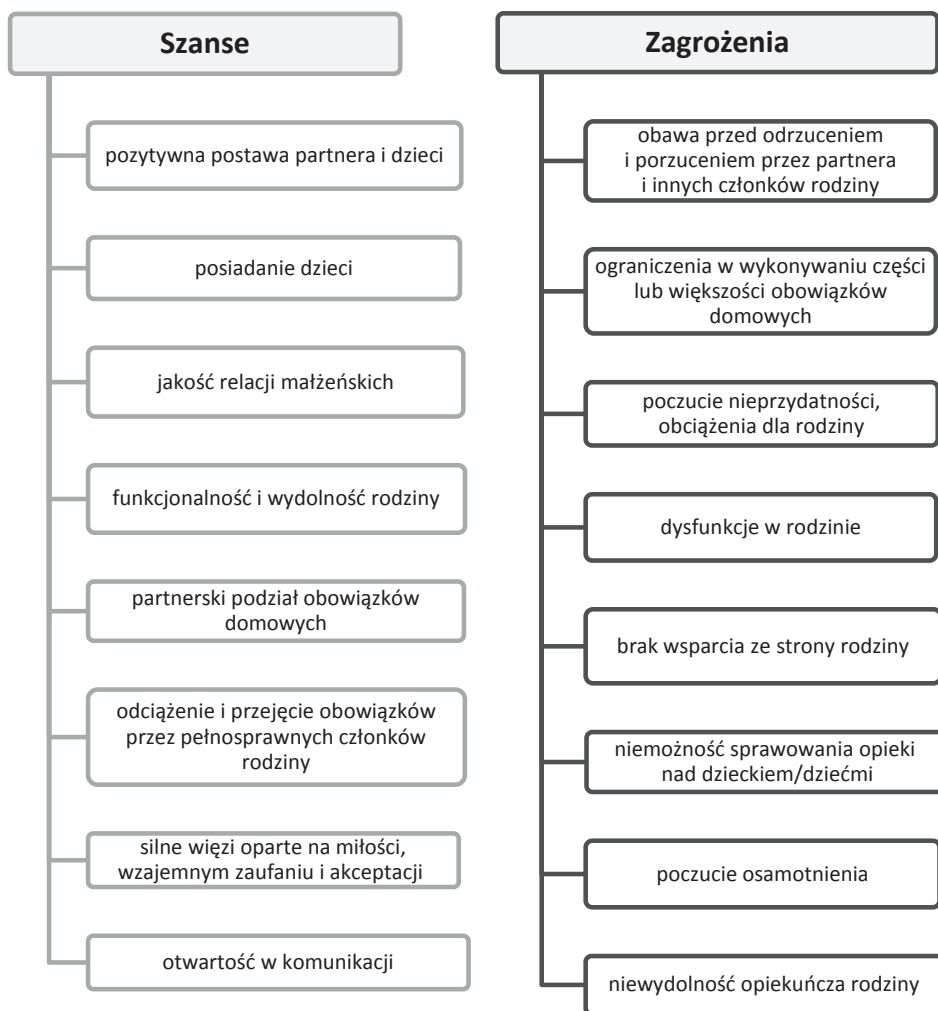 Szanse
pozytywna postawa partnera i dzieci
posiadanie dzieci
jakość relacji małżeńskich
funkcjonalność i wydolność rodziny
partnerski podział obowiązków
domowych
odciążenie i przejęcie obowiązków
przez pełnosprawnych członków
rodziny
silne więzi oparte na miłości,
wzajemnym zaufaniu i akceptacji
otwartość w komunikacji
Zagrożenia
obawa przed odrzuceniem
i porzuceniem przez partnera
i innych członków rodziny
ograniczenia w wykonywaniu części
lub większości obowiązków
domowych
poczucie nieprzydatności,
obciążenia dla rodziny
dysfunkcje w rodzinie
brak wsparcia ze strony rodziny
niemożność sprawowania opieki
nad dzieckiem/dziećmi
poczucie osamotnienia
niewydolność opiekuńcza rodziny